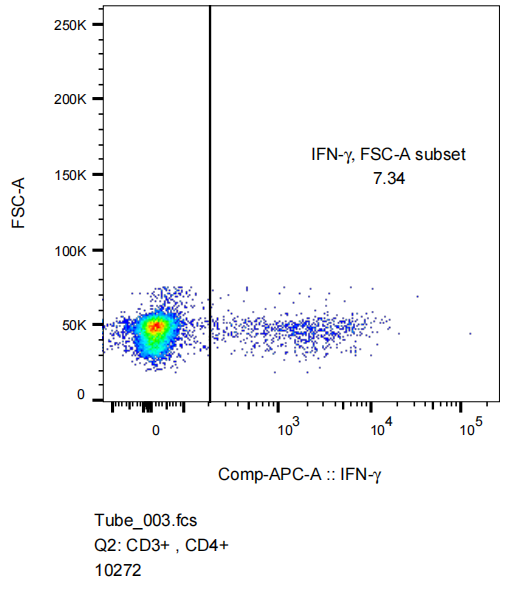 250K
200K
150K
100K
50K
0
FSC-A
IFN-γ, FSC-A subset
7.34
0 10³ 10⁴ 10⁵
Comp-APC-A :: IFN-γ
Tube_003.fcs
Q2: CD3+ , CD4+
10272